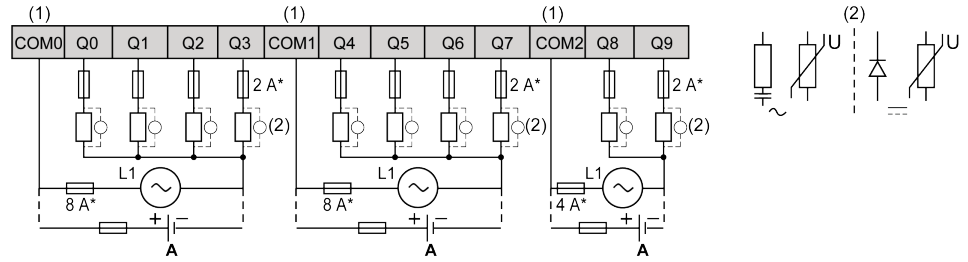 (1) (1) (1) (2)
COM0 Q0 Q1 Q2 Q3 COM1 Q4 Q5 Q6 Q7 COM2 Q8 Q9
U U
2 A* 2 A* 2 A*
(2) (2) (2)
L1 L1 L1
8 A* 8 A* 4 A*
+ − + − + −
A A A